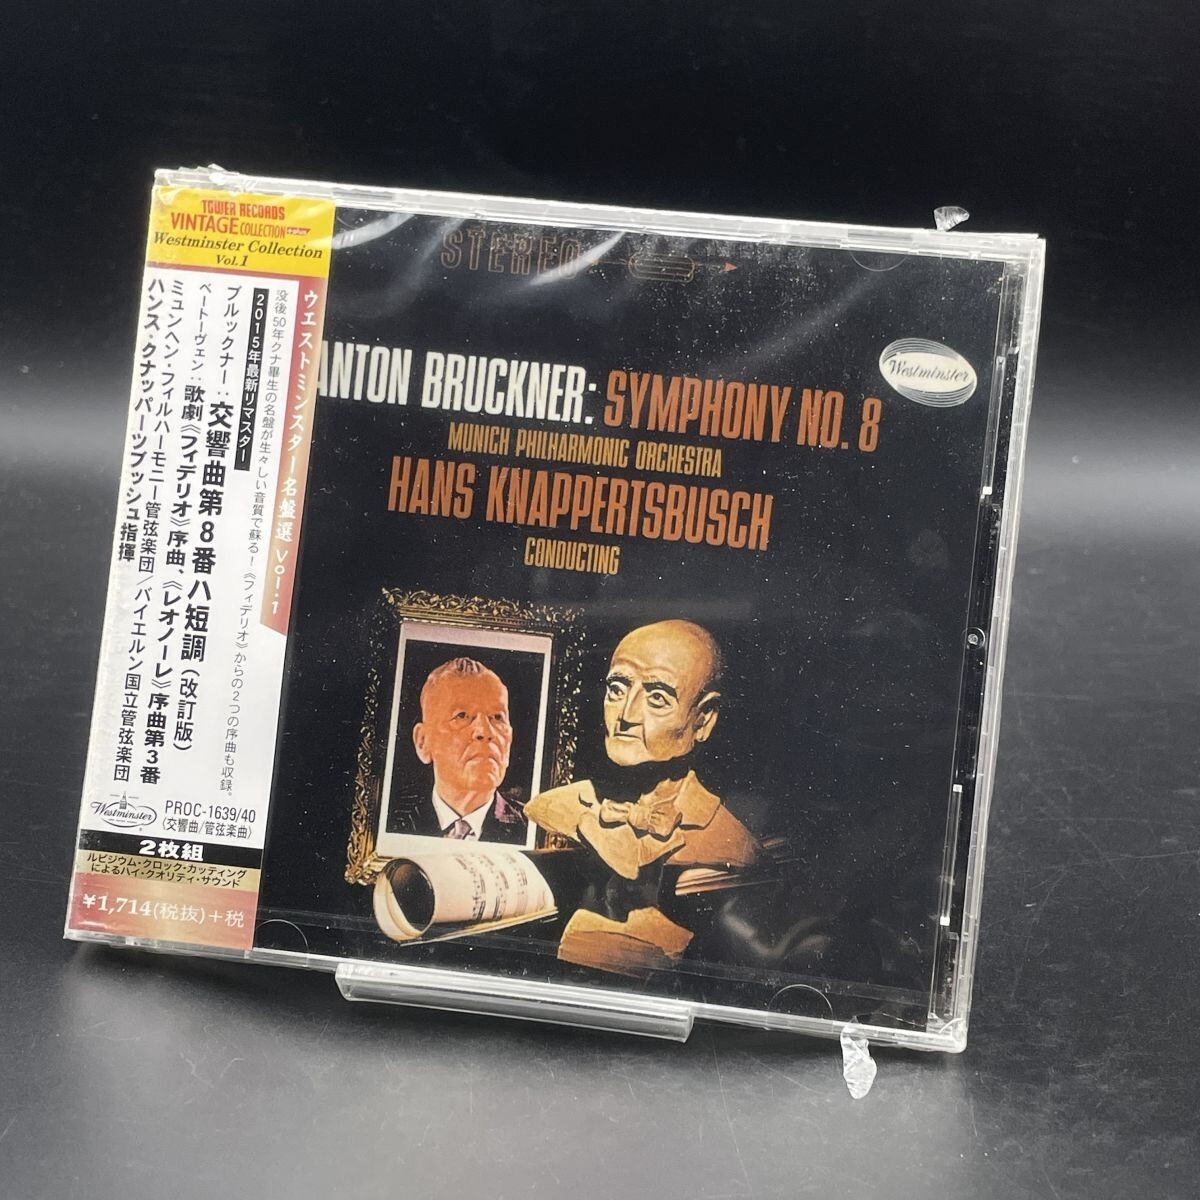 TOWER RECORDS
VINTAGE COLLECTION +plus
Westminster Collection
Vol.1
ウエストミンスター名盤選 Vol.1
没後50年クナ畢生の名盤が生々しい音質で蘇る!《フィデリオ》からの2つの序曲も収録。
2015年最新リマスター
ブルックナー:交響曲第8番ハ短調(改訂版)
ベートーヴェン:歌劇《フィデリオ》序曲、《レオノーレ》序曲第3番
ミュンヘン・フィルハーモニー管弦楽団/バイエルン国立管弦楽団
ハンス・クナッパーツブッシュ指揮
Westminster
PROC-1639/40
(交響曲/管弦楽曲)
2枚組
ルビジウム・クロック・カッティング
によるハイ・クオリティ・サウンド
¥1,714(税抜)+税
STEREO
Westminster
ANTON BRUCKNER: SYMPHONY NO. 8
MUNICH PHILHARMONIC ORCHESTRA
HANS KNAPPERTSBUSCH
CONDUCTING